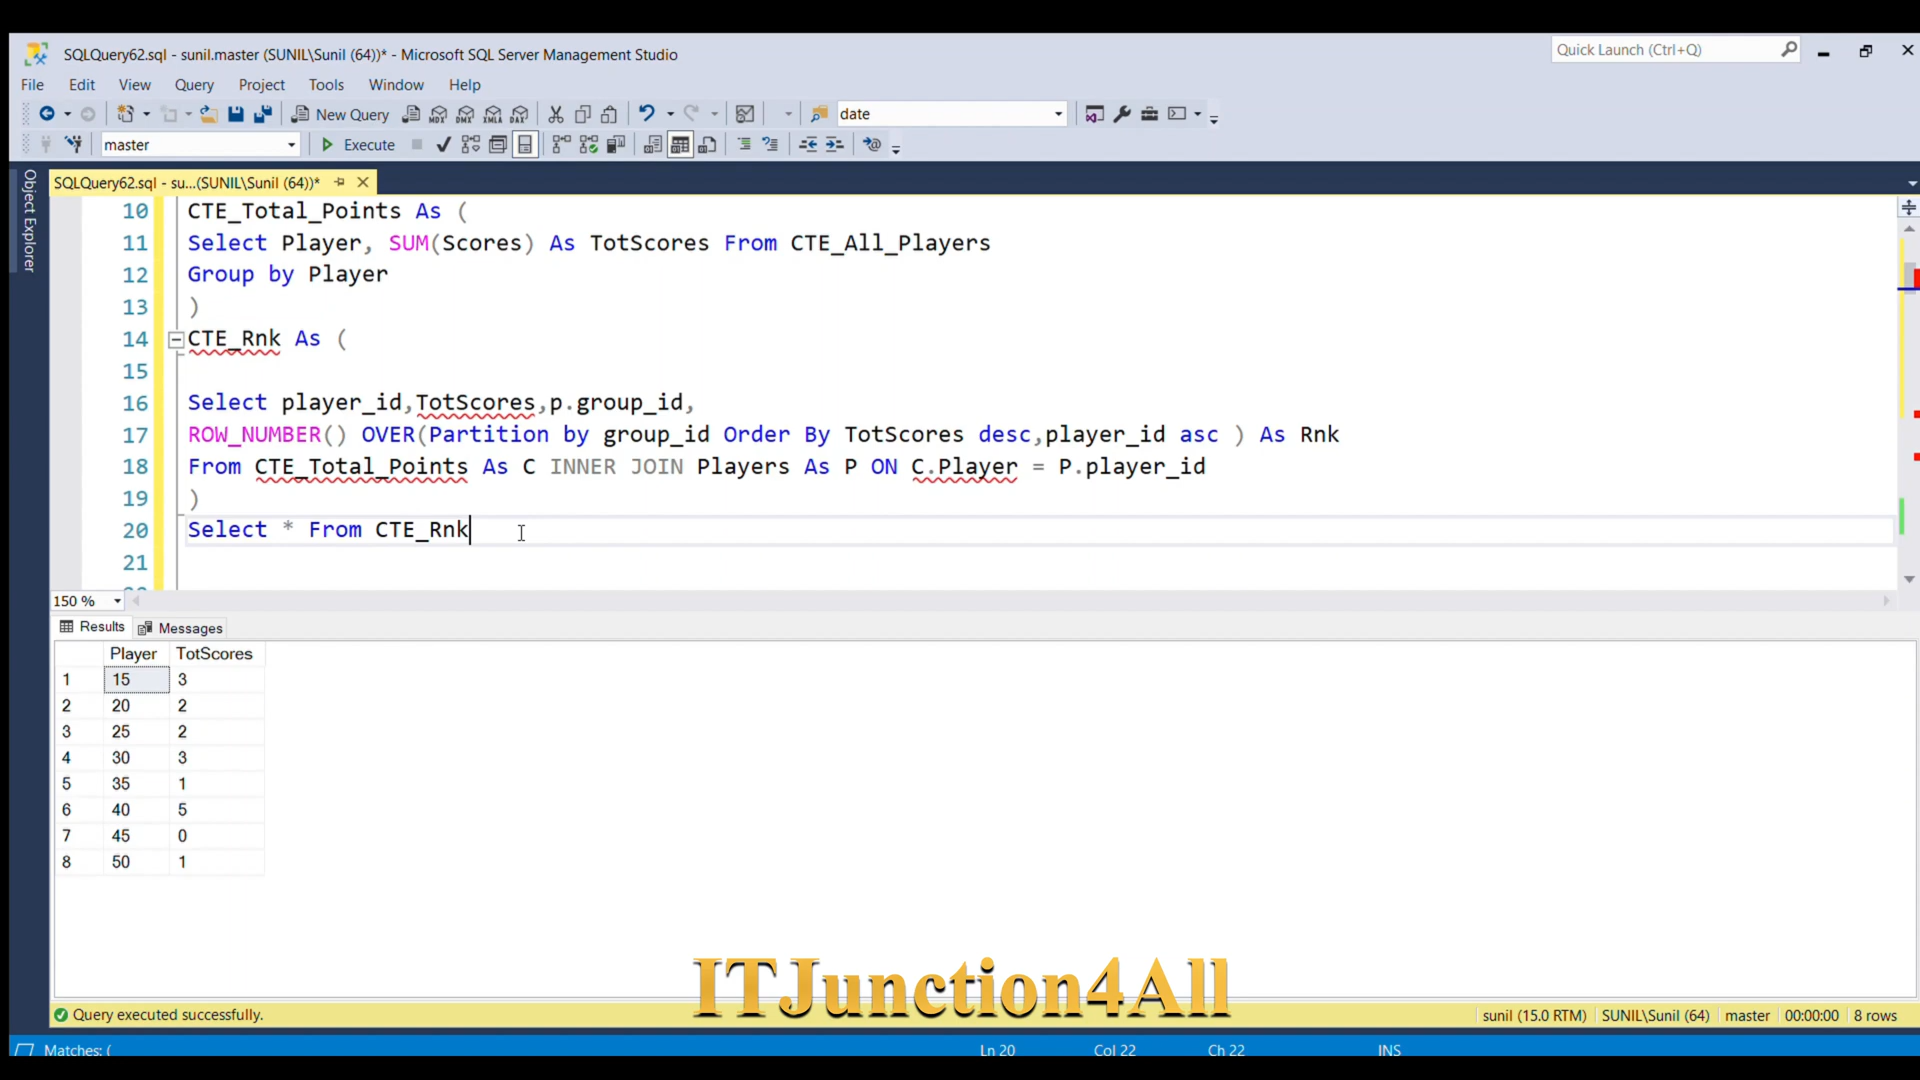 SQLQuery62.sql - sunil.master (SUNIL\Sunil (64))* - Microsoft SQL Server Management Studio
Quick Launch (Ctrl+Q)
File Edit View Query Project Tools Window Help
New Query
date
master
Execute
Object Explorer
SQLQuery62.sql - su...(SUNIL\Sunil (64))*
10 CTE_Total_Points As (
11 Select Player, SUM(Scores) As TotScores From CTE_All_Players
12 Group by Player
13 )
14 CTE_Rnk As (
15
16 Select player_id,TotScores,p.group_id,
17 ROW_NUMBER() OVER(Partition by group_id Order By TotScores desc,player_id asc ) As Rnk
18 From CTE_Total_Points As C INNER JOIN Players As P ON C.Player = P.player_id
19 )
20 Select * From CTE_Rnk
21
150 %
Results Messages
Player TotScores
1 15 3
2 20 2
3 25 2
4 30 3
5 35 1
6 40 5
7 45 0
8 50 1
ITJunction4All
Query executed successfully.
sunil (15.0 RTM) SUNIL\Sunil (64) master 00:00:00 8 rows
Matches: (
Ln 20 Col 22 Ch 22 INS